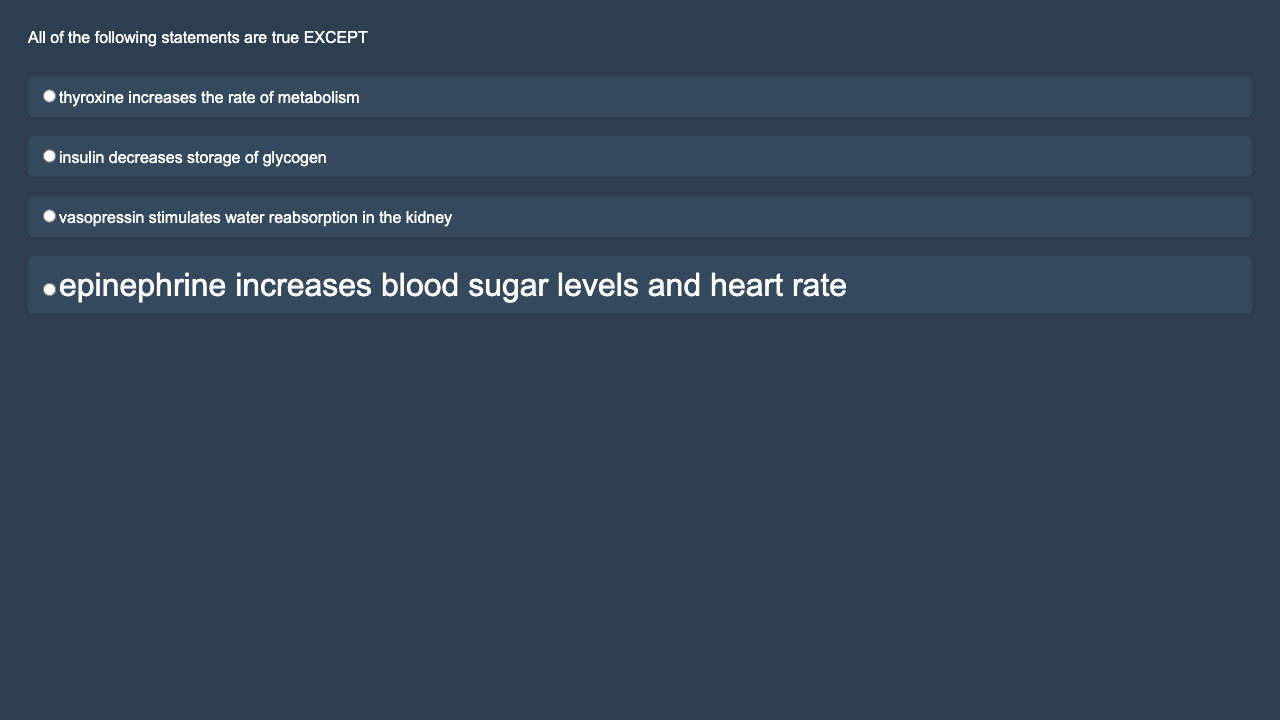 All of the following statements are true EXCEPT
thyroxine increases the rate of metabolism
insulin decreases storage of glycogen
vasopressin stimulates water reabsorption in the kidney
epinephrine increases blood sugar levels and heart rate